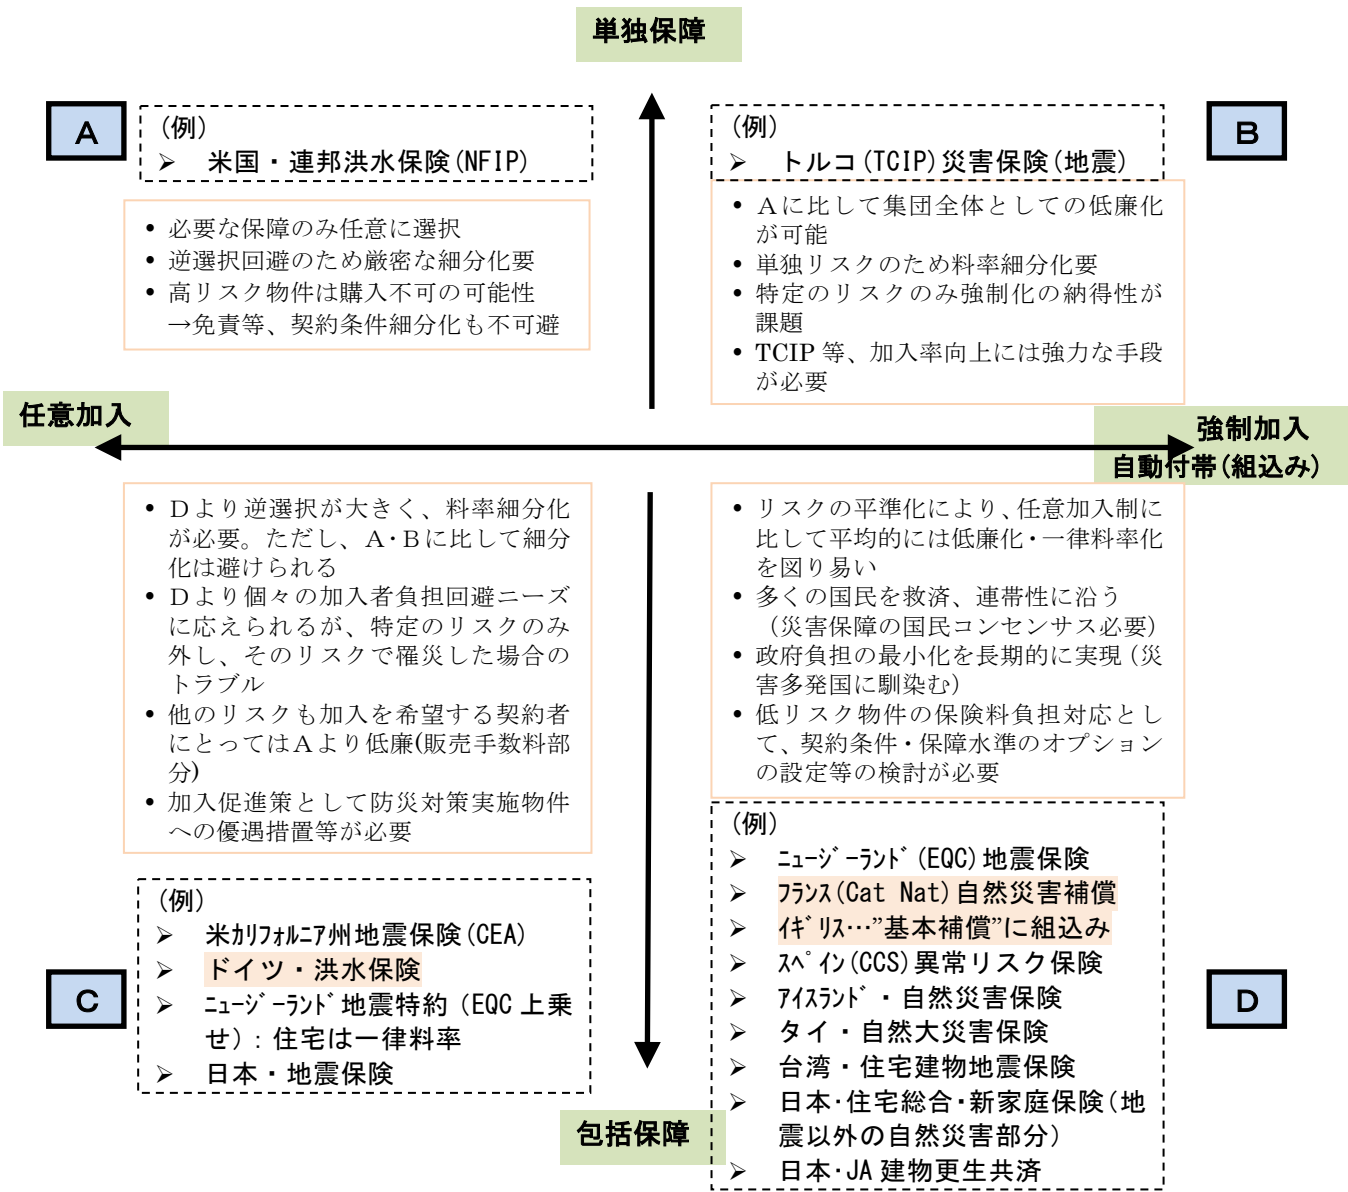 単独保障
A
(例)
➢ 米国・連邦洪水保険(NFIP)
• 必要な保障のみ任意に選択
• 逆選択回避のため厳密な細分化要
• 高リスク物件は購入不可の可能性
→免責等、契約条件細分化も不可避
B
(例)
➢ トルコ(TCIP)災害保険(地震)
• Aに比して集団全体としての低廉化
が可能
• 単独リスクのため料率細分化要
• 特定のリスクのみ強制化の納得性が
課題
• TCIP 等、加入率向上には強力な手段
が必要
任意加入
強制加入
自動付帯(組込み)
• Dより逆選択が大きく、料率細分化
が必要。ただし、A・Bに比して細分
化は避けられる
• Dより個々の加入者負担回避ニーズ
に応えられるが、特定のリスクのみ
外し、そのリスクで罹災した場合の
トラブル
• 他のリスクも加入を希望する契約者
にとってはAより低廉(販売手数料部
分)
• 加入促進策として防災対策実施物件
への優遇措置等が必要
C
(例)
➢ 米ｶﾘﾌｫﾙﾆｱ州地震保険(CEA)
➢ ドイツ・洪水保険
➢ ﾆｭｰｼﾞｰﾗﾝﾄﾞ地震特約 (EQC 上乗
せ)：住宅は一律料率
➢ 日本・地震保険
• リスクの平準化により、任意加入制に
比して平均的には低廉化・一律料率化
を図り易い
• 多くの国民を救済、連帯性に沿う
（災害保障の国民コンセンサス必要）
• 政府負担の最小化を長期的に実現（災
害多発国に馴染む）
• 低リスク物件の保険料負担対応とし
て、契約条件・保障水準のオプション
の設定等の検討が必要
D
(例)
➢ ﾆｭｰｼﾞｰﾗﾝﾄﾞ(EQC)地震保険
➢ ﾌﾗﾝｽ(Cat Nat)自然災害補償
➢ ｲｷﾞﾘｽ…”基本補償”に組込み
➢ ｽﾍﾟｲﾝ(CCS)異常リスク保険
➢ ｱｲｽﾗﾝﾄﾞ・自然災害保険
➢ タイ・自然大災害保険
➢ 台湾・住宅建物地震保険
➢ 日本･住宅総合･新家庭保険(地
震以外の自然災害部分)
➢ 日本･JA 建物更生共済
包括保障